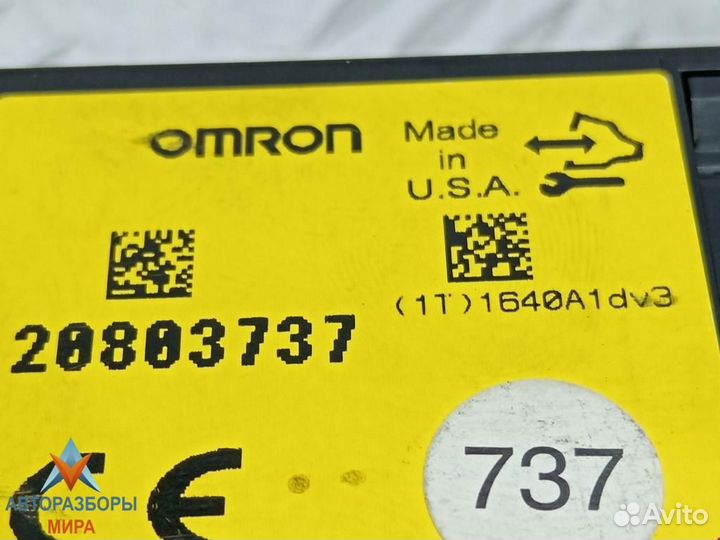 OMRON
Made
in
U.S.A.
(1T)1640A1dv3
20803737
CE
737
АВТОРАЗБОРЫ
МИРА
Avito